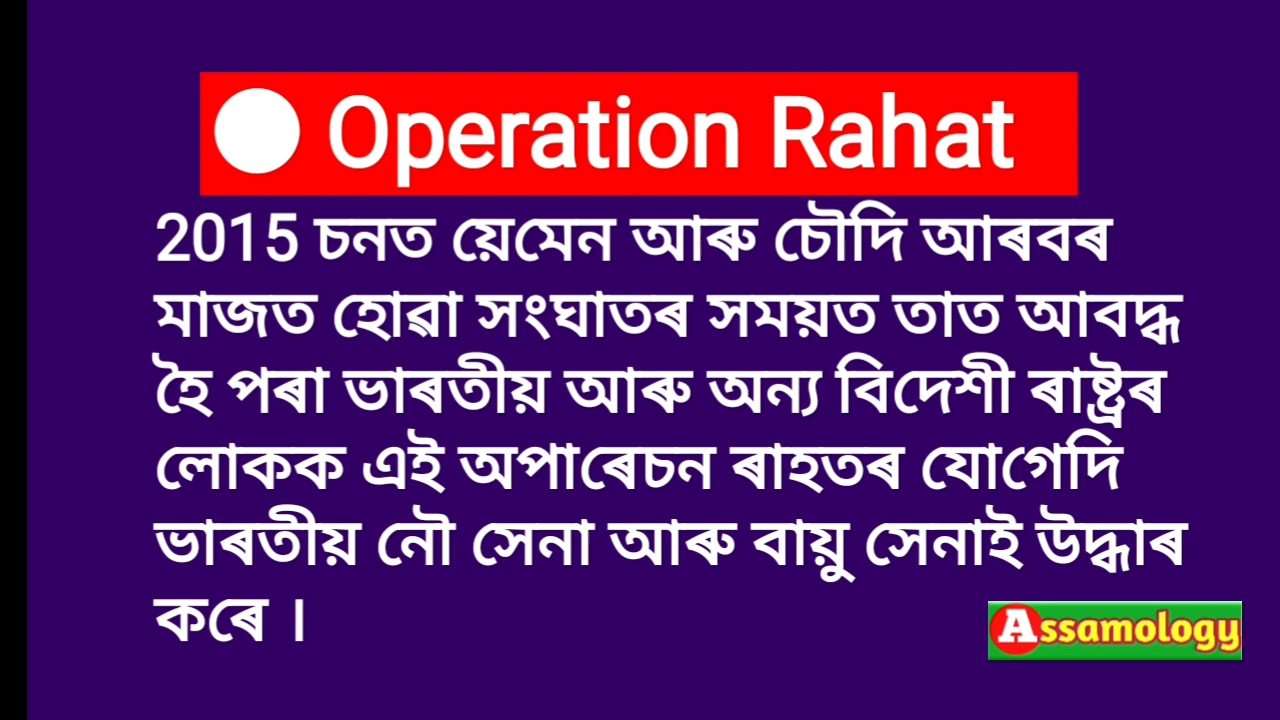 Operation Rahat
2015 চনত য়েমেন আৰু চৌদি আৰবৰ
মাজত হোৱা সংঘাতৰ সময়ত তাত আবদ্ধ
হৈ পৰা ভাৰতীয় আৰু অন্য বিদেশী ৰাষ্ট্ৰৰ
লোকক এই অপাৰেচন ৰাহতৰ যোগেদি
ভাৰতীয় নৌ সেনা আৰু বায়ু সেনাই উদ্ধাৰ
কৰে ।
Assamology